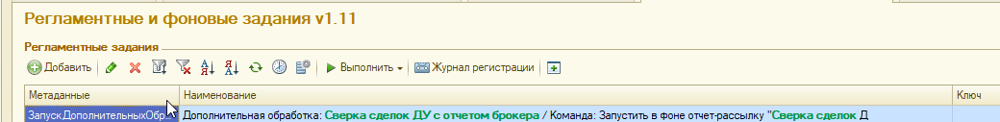 Регламентные и фоновые задания v1.11
Регламентные задания
Добавить Выполнить Журнал регистрации
Метаданные Наименование Ключ
ЗапускДополнительныхОбр Дополнительная обработка: Сверка сделок ДУ с отчетом брокера / Команда: Запустить в фоне отчет-рассылку "Сверка сделок Д